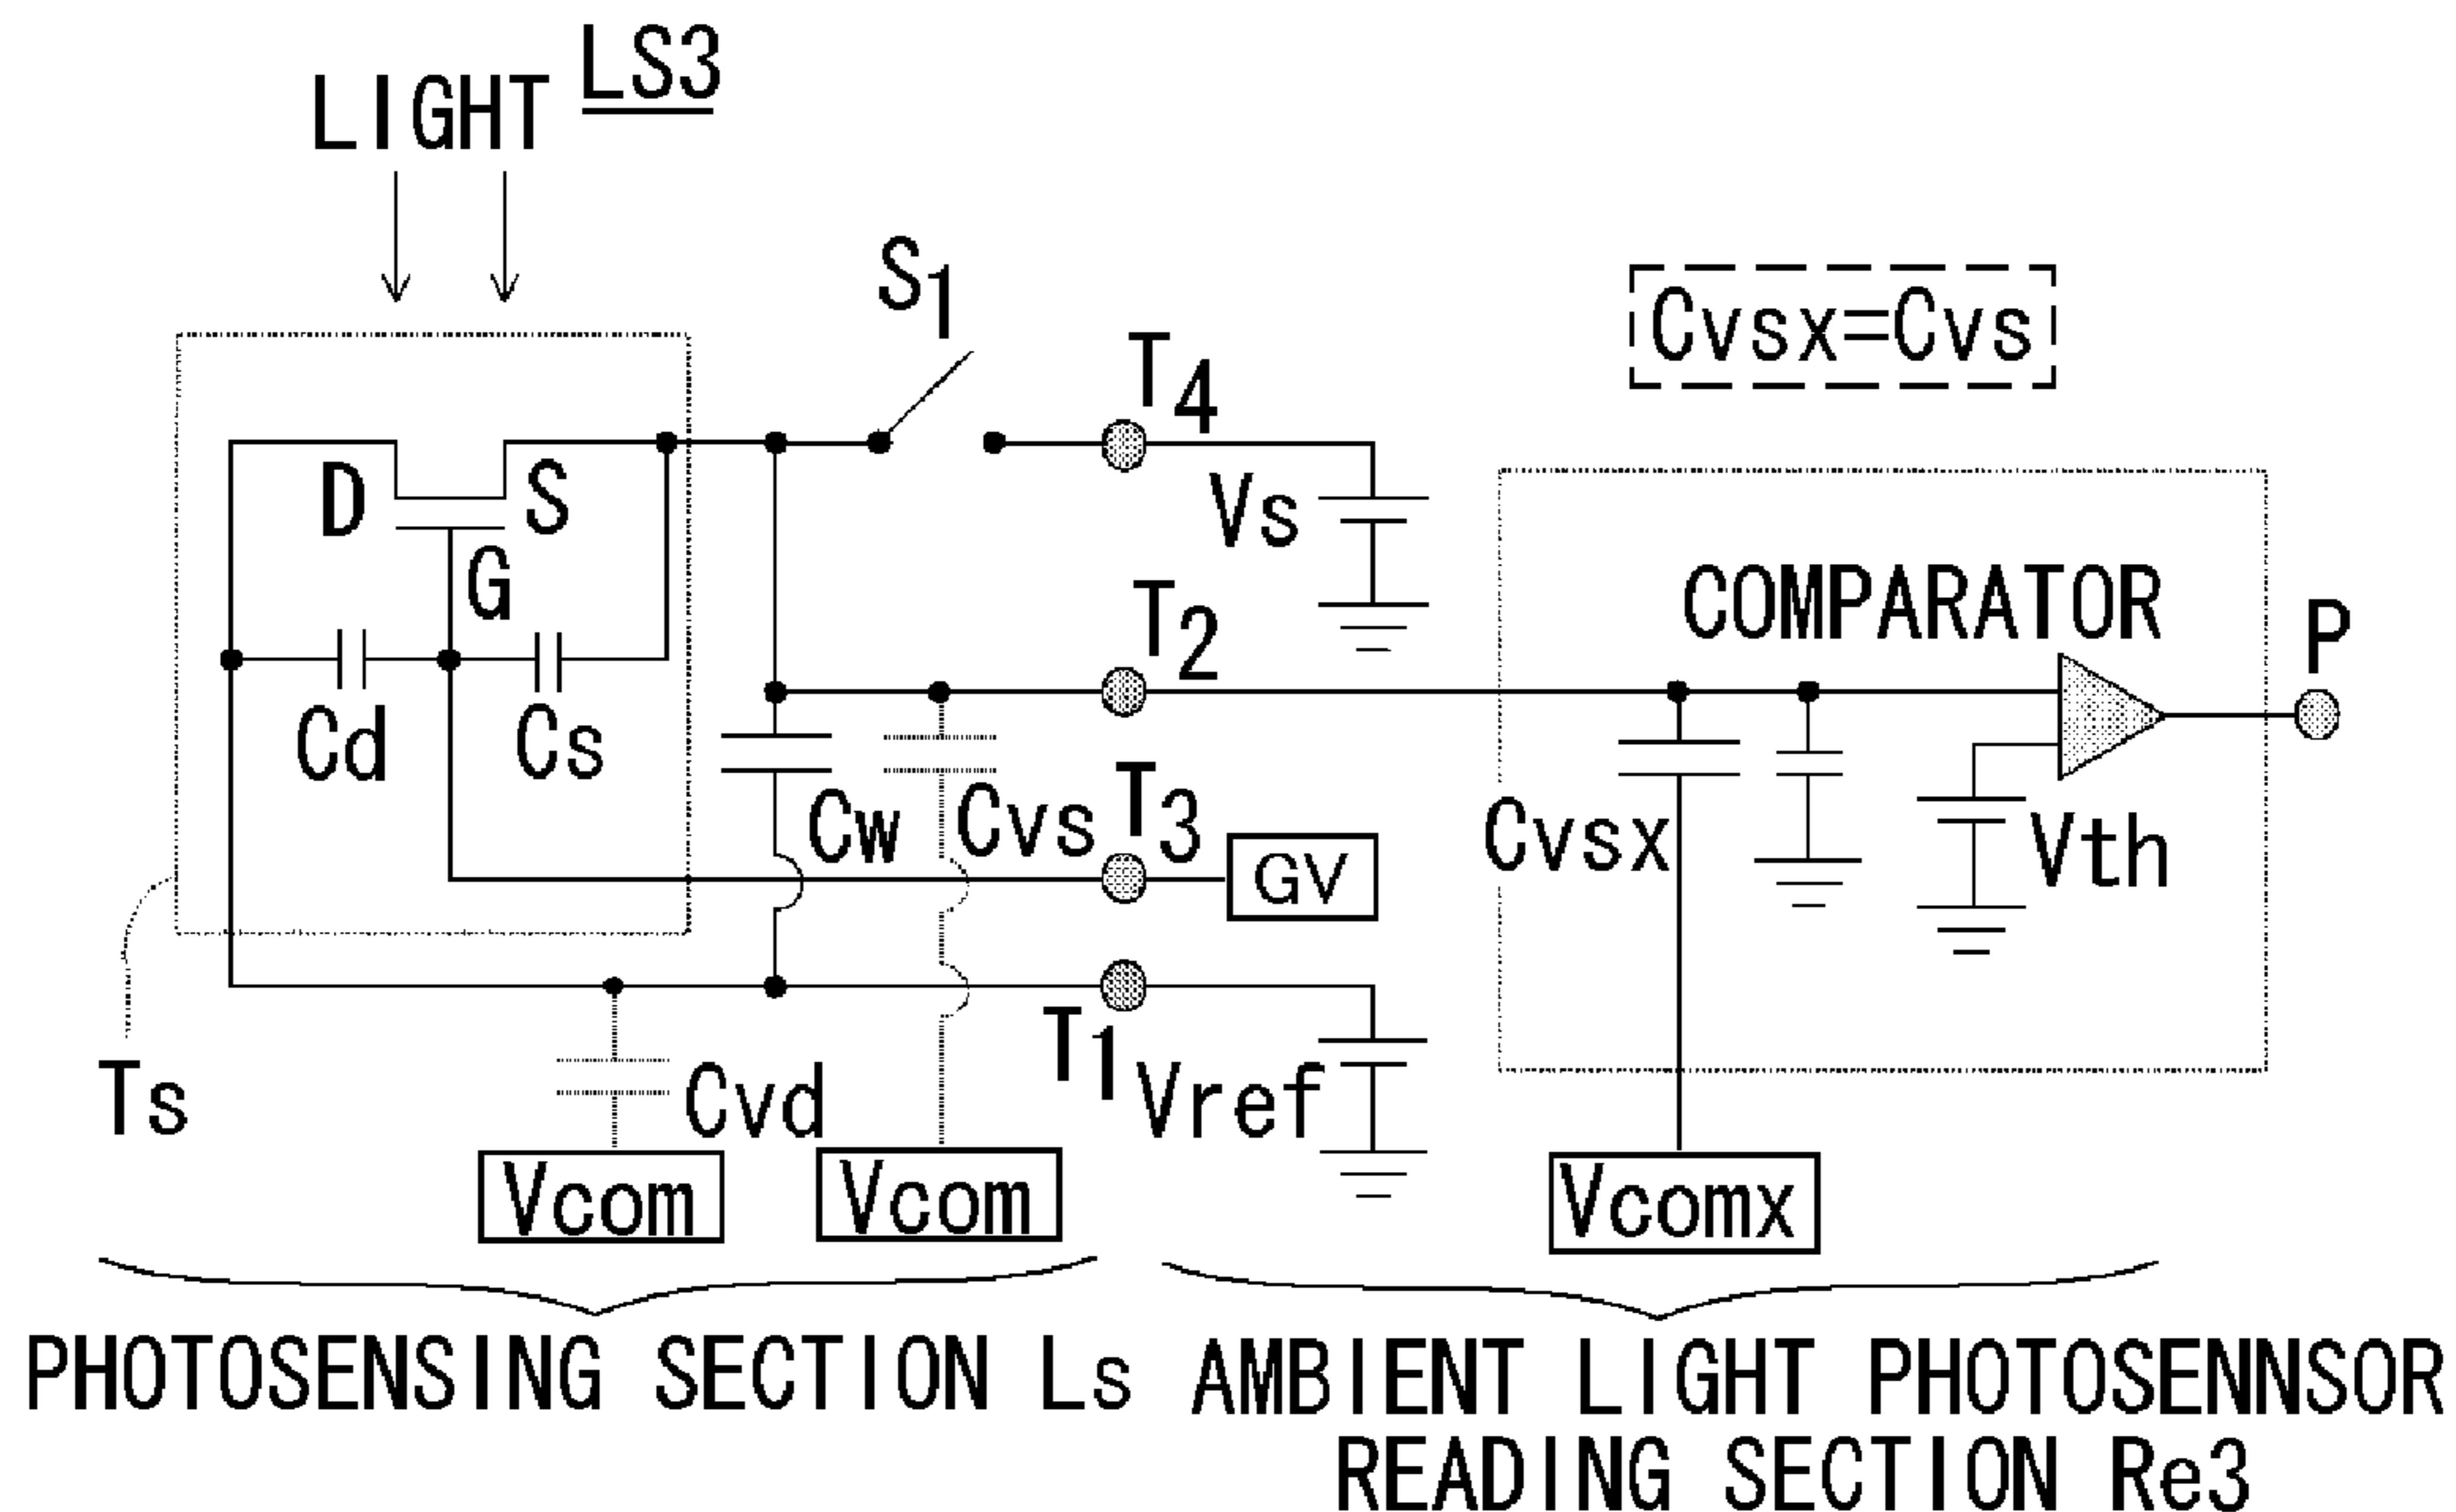 LS3
LIGHT
S1
Cvsx=Cvs
T4
D
S
Vs
G
T2
COMPARATOR
P
Cd
Cs
Cw
Cvs
T3
GV
Cvsx
Vth
T1
Ts
Cvd
Vref
Vcom
Vcom
Vcomx
PHOTOSENSING SECTION Ls
AMBIENT LIGHT PHOTOSENNSOR
READING SECTION Re3